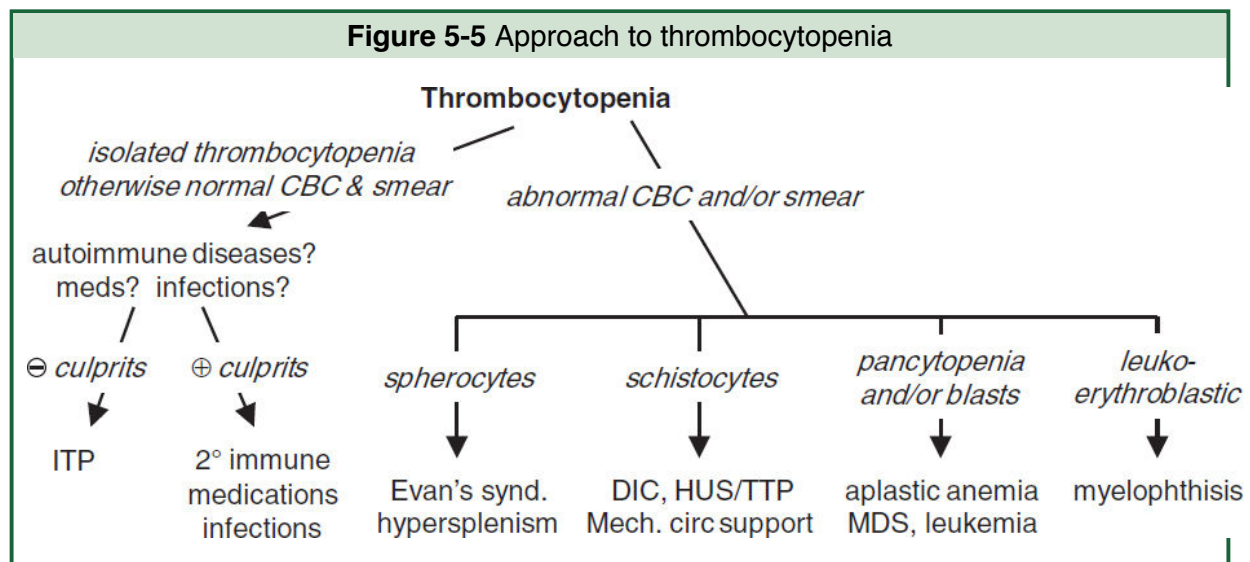 Figure 5-5 Approach to thrombocytopenia
Thrombocytopenia
isolated thrombocytopenia
otherwise normal CBC & smear
abnormal CBC and/or smear
autoimmune diseases?
meds? infections?
⊖ culprits
⊕ culprits
ITP
2° immune
medications
infections
spherocytes
Evan's synd.
hypersplenism
schistocytes
DIC, HUS/TTP
Mech. circ support
pancytopenia
and/or blasts
aplastic anemia
MDS, leukemia
leuko-
erythroblastic
myelophthisis